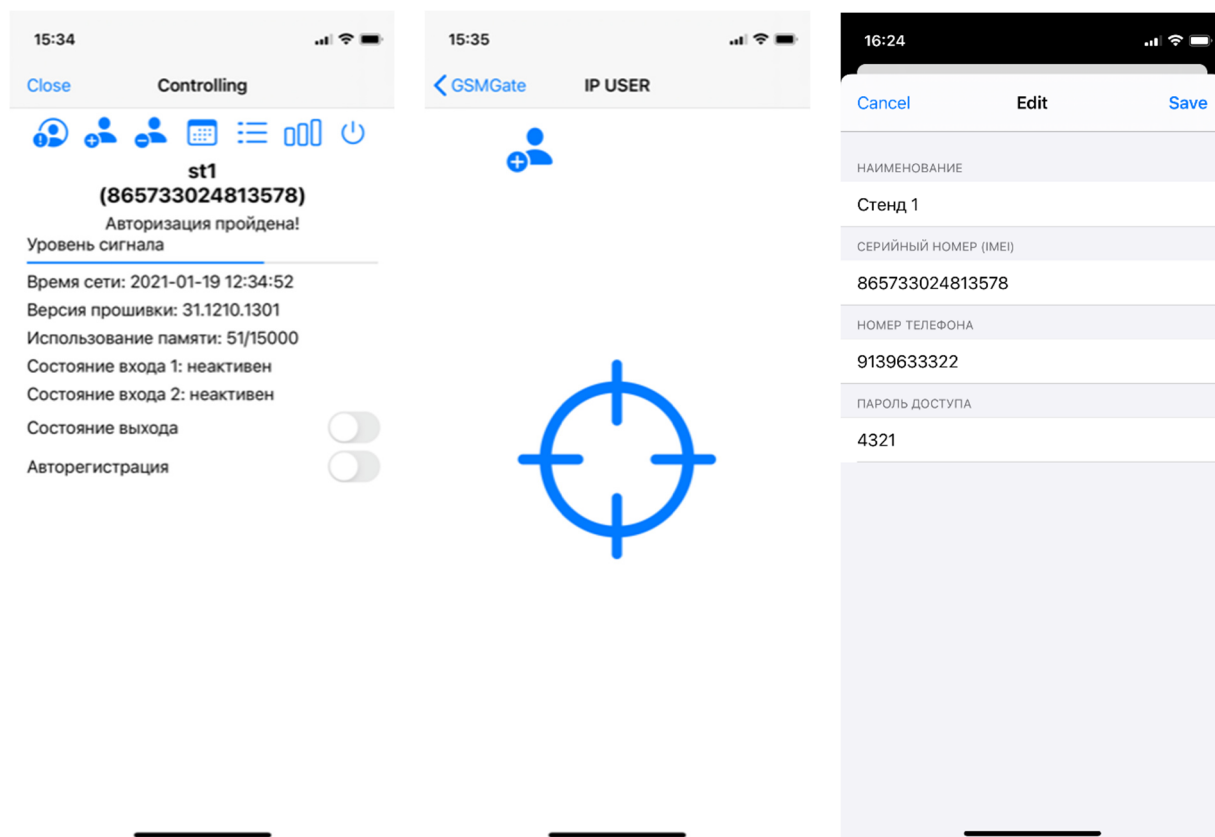 15:34
Close
Controlling
st1
(865733024813578)
Авторизация пройдена!
Уровень сигнала
Время сети: 2021-01-19 12:34:52
Версия прошивки: 31.1210.1301
Использование памяти: 51/15000
Состояние входа 1: неактивен
Состояние входа 2: неактивен
Состояние выхода
Авторегистрация
15:35
GSMGate
IP USER
16:24
Cancel
Edit
Save
НАИМЕНОВАНИЕ
Стенд 1
СЕРИЙНЫЙ НОМЕР (IMEI)
865733024813578
НОМЕР ТЕЛЕФОНА
9139633322
ПАРОЛЬ ДОСТУПА
4321